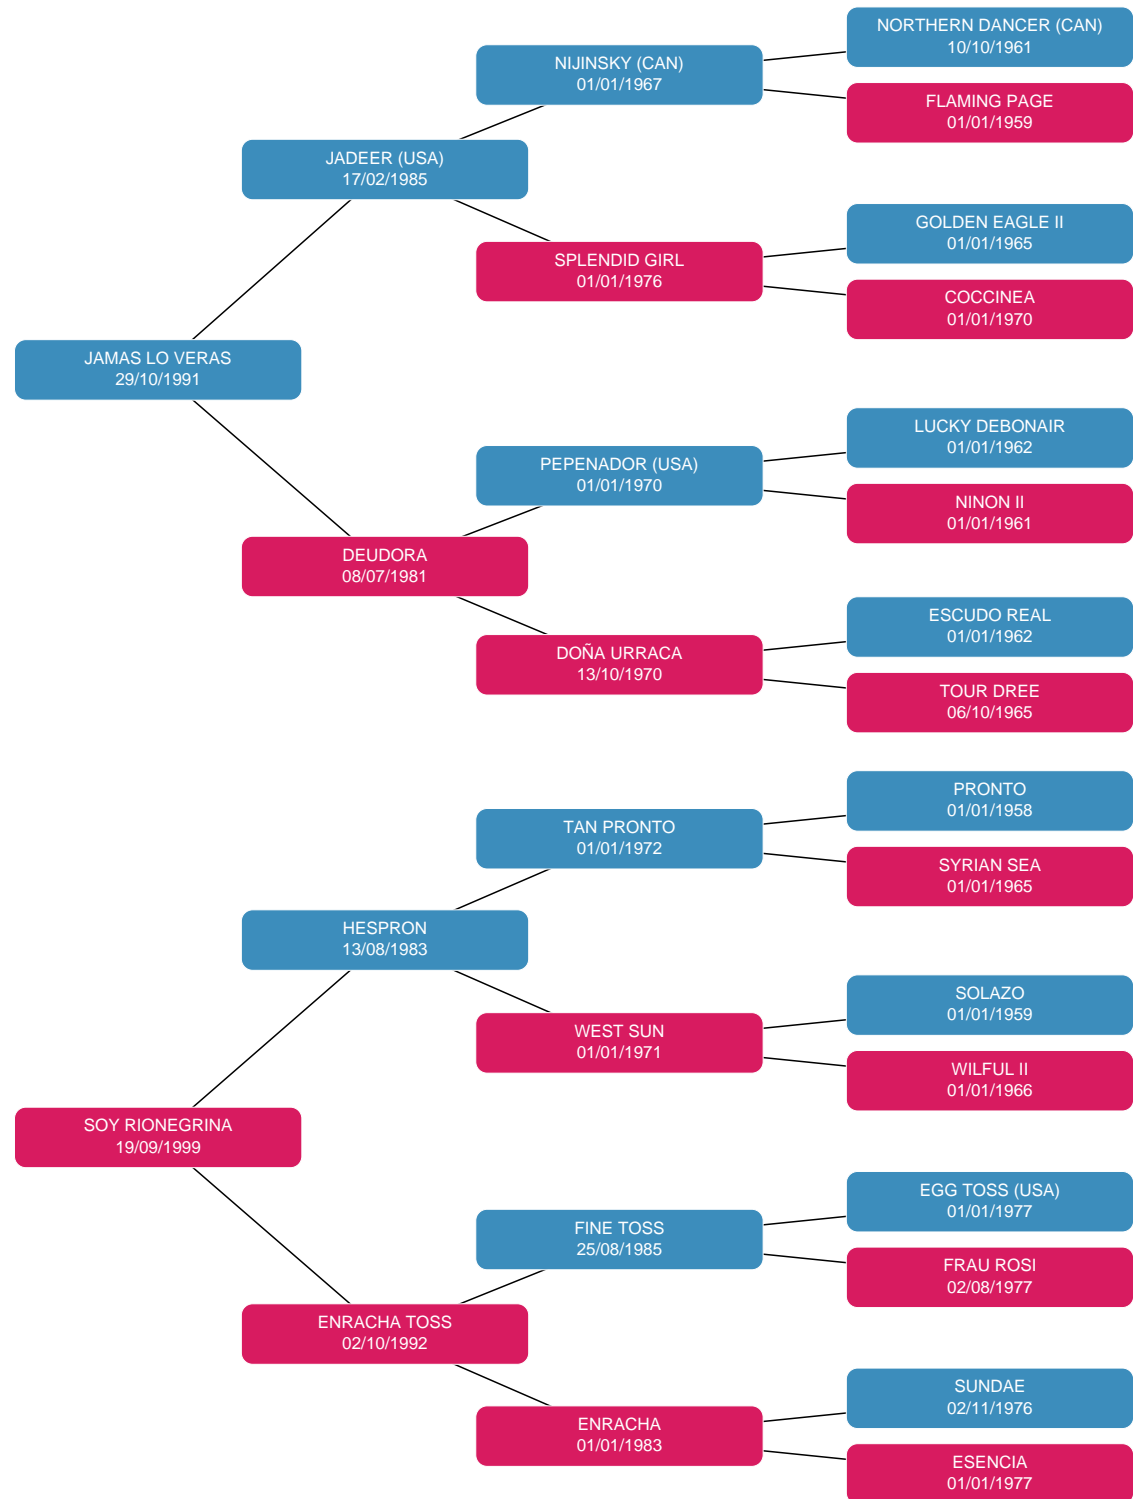 NORTHERN DANCER (CAN)
10/10/1961
NIJINSKY (CAN)
01/01/1967
FLAMING PAGE
01/01/1959
JADEER (USA)
17/02/1985
GOLDEN EAGLE II
01/01/1965
SPLENDID GIRL
01/01/1976
COCCINEA
01/01/1970
JAMAS LO VERAS
29/10/1991
LUCKY DEBONAIR
01/01/1962
PEPENADOR (USA)
01/01/1970
NINON II
01/01/1961
DEUDORA
08/07/1981
ESCUDO REAL
01/01/1962
DOÑA URRACA
13/10/1970
TOUR DREE
06/10/1965
PRONTO
01/01/1958
TAN PRONTO
01/01/1972
SYRIAN SEA
01/01/1965
HESPRON
13/08/1983
SOLAZO
01/01/1959
WEST SUN
01/01/1971
WILFUL II
01/01/1966
SOY RIONEGRINA
19/09/1999
EGG TOSS (USA)
01/01/1977
FINE TOSS
25/08/1985
FRAU ROSI
02/08/1977
ENRACHA TOSS
02/10/1992
SUNDAE
02/11/1976
ENRACHA
01/01/1983
ESENCIA
01/01/1977